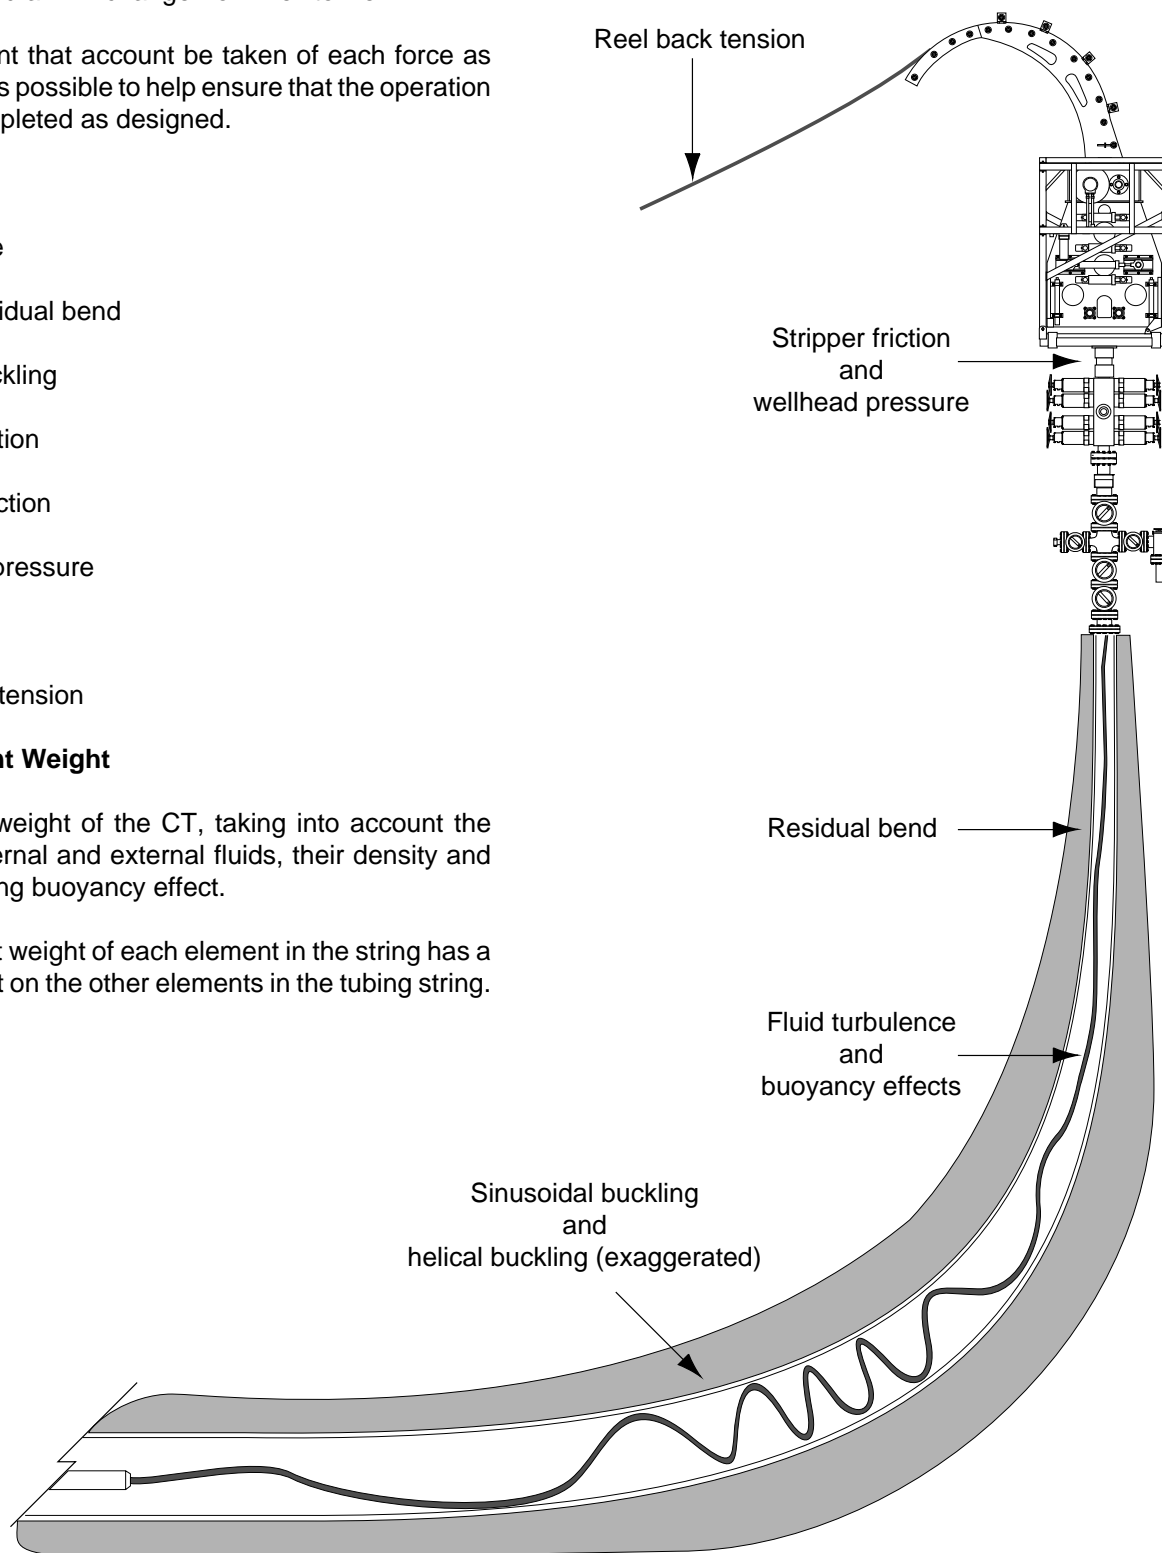 nt that account be taken of each force as
s possible to help ensure that the operation
pleted as designed.
e
idual bend
ckling
tion
ction
pressure
tension
nt Weight
weight of the CT, taking into account the
ernal and external fluids, their density and
ng buoyancy effect.
t weight of each element in the string has a
t on the other elements in the tubing string.
Reel back tension
Stripper friction
and
wellhead pressure
Residual bend
Fluid turbulence
and
buoyancy effects
Sinusoidal buckling
and
helical buckling (exaggerated)